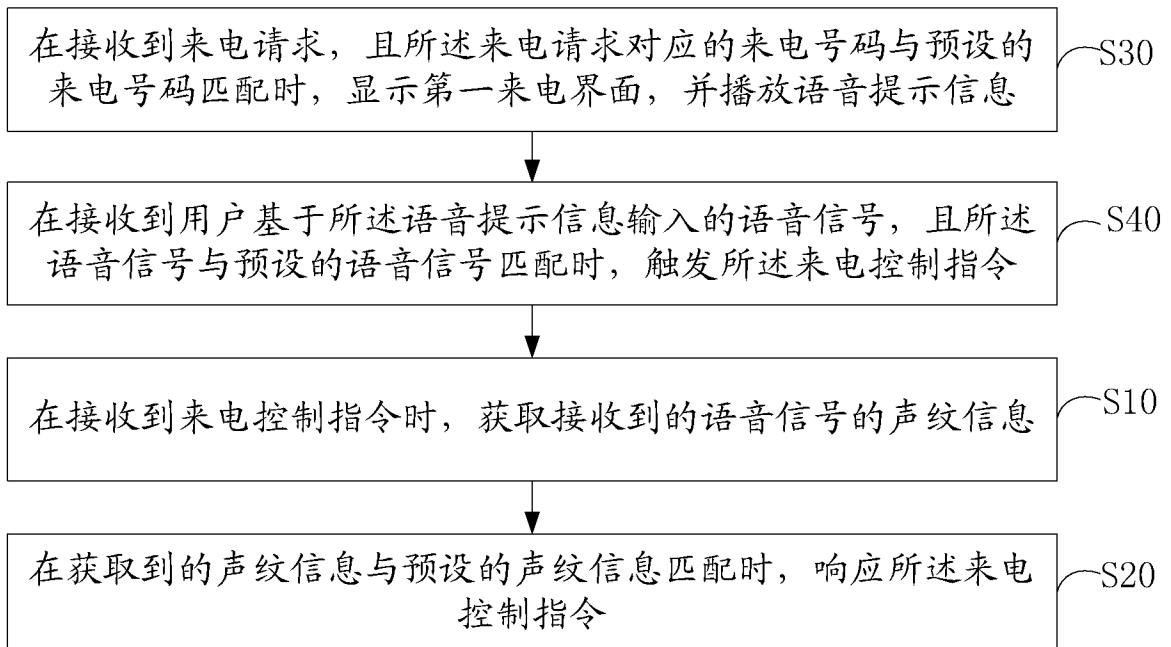 在接收到来电请求，且所述来电请求对应的来电号码与预设的
来电号码匹配时，显示第一来电界面，并播放语音提示信息
S30
在接收到用户基于所述语音提示信息输入的语音信号，且所述
语音信号与预设的语音信号匹配时，触发所述来电控制指令
S40
在接收到来电控制指令时，获取接收到的语音信号的声纹信息
S10
在获取到的声纹信息与预设的声纹信息匹配时，响应所述来电
控制指令
S20